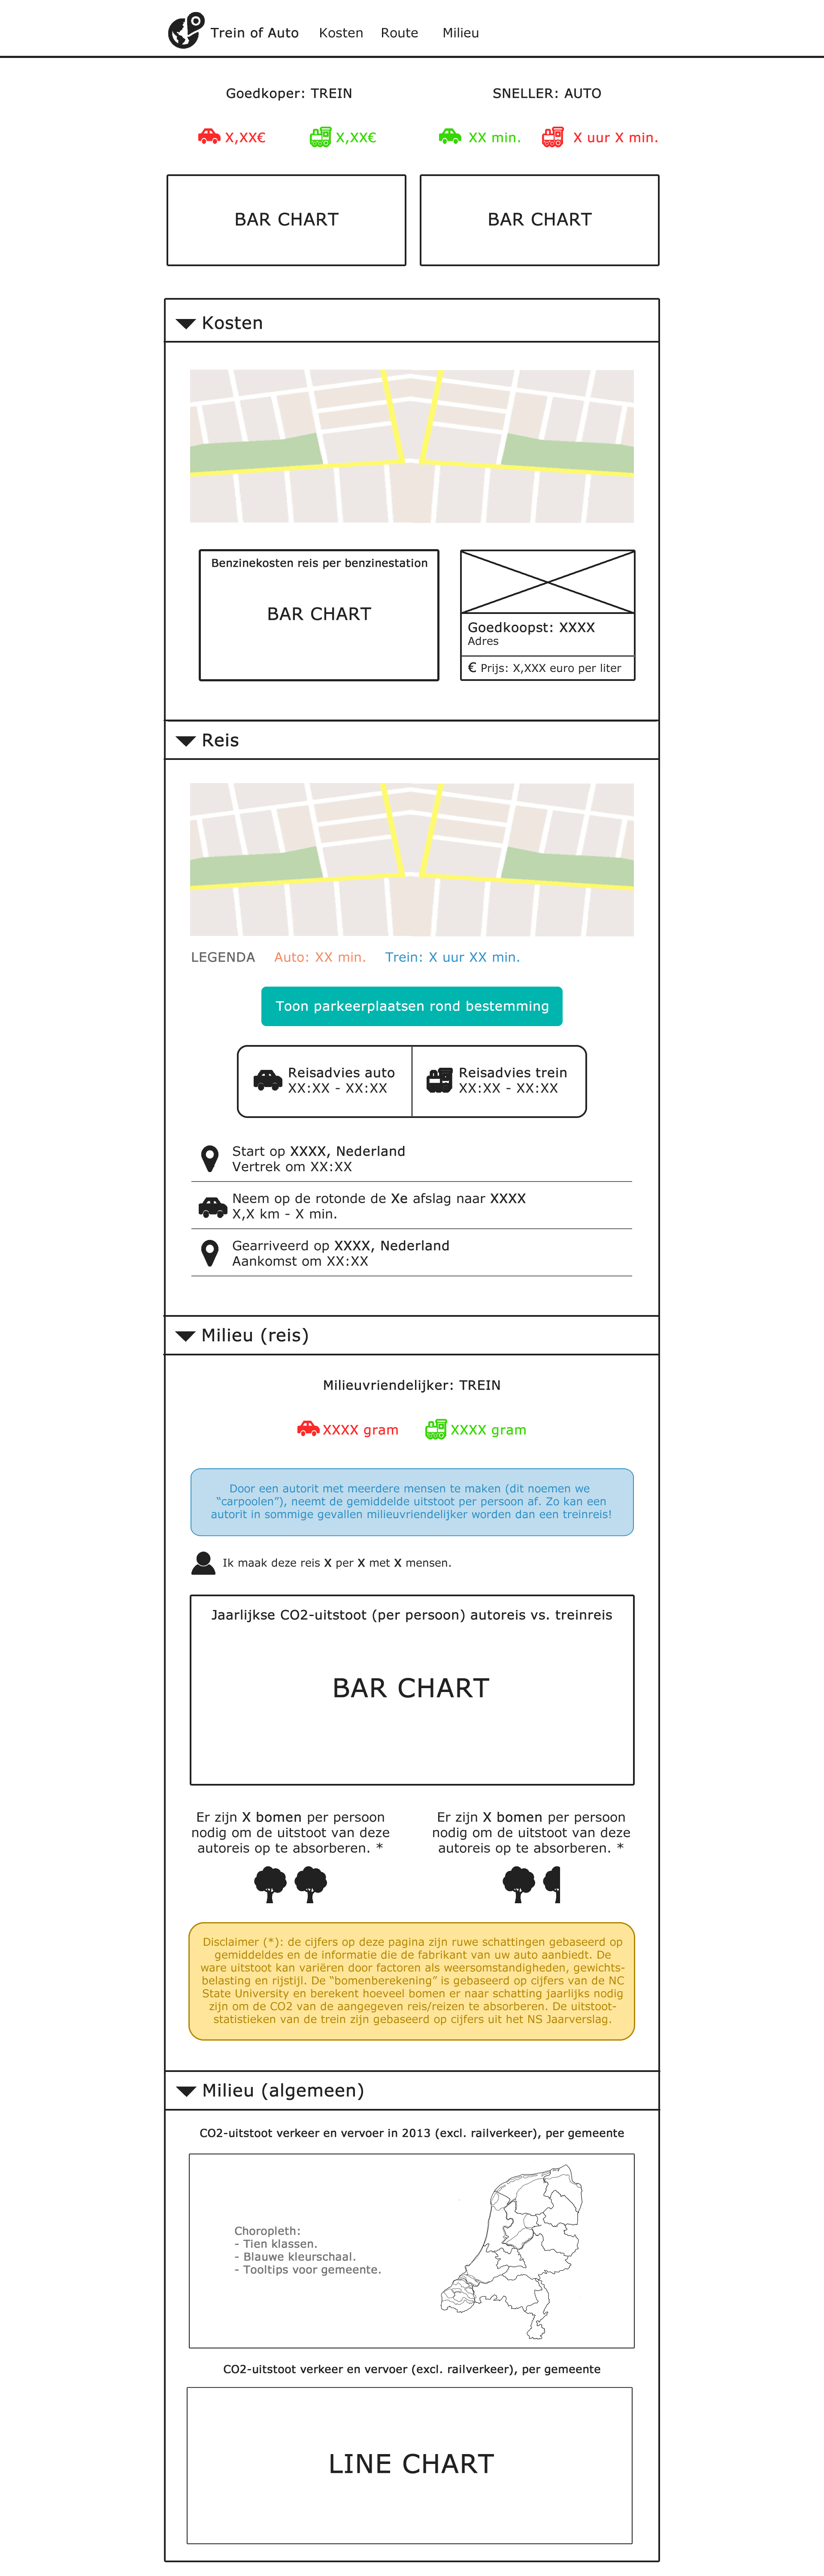 Trein of Auto Kosten Route Milieu
Goedkoper: TREIN
SNELLER: AUTO
X,XX€ X,XX€
XX min. X uur X min.
BAR CHART
BAR CHART
Kosten
Benzinekosten reis per benzinestation
BAR CHART
Goedkoopst: XXXX
Adres
€ Prijs: X,XXX euro per liter
Reis
LEGENDA Auto: XX min. Trein: X uur XX min.
Toon parkeerplaatsen rond bestemming
Reisadvies auto
XX:XX - XX:XX
Reisadvies trein
XX:XX - XX:XX
Start op XXXX, Nederland
Vertrek om XX:XX
Neem op de rotonde de Xe afslag naar XXXX
X,X km - X min.
Gearriveerd op XXXX, Nederland
Aankomst om XX:XX
Milieu (reis)
Milieuvriendelijker: TREIN
XXXX gram XXXX gram
Door een autorit met meerdere mensen te maken (dit noemen we
“carpoolen”), neemt de gemiddelde uitstoot per persoon af. Zo kan een
autorit in sommige gevallen milieuvriendelijker worden dan een treinreis!
Ik maak deze reis X per X met X mensen.
Jaarlijkse CO2-uitstoot (per persoon) autoreis vs. treinreis
BAR CHART
Er zijn X bomen per persoon
nodig om de uitstoot van deze
autoreis op te absorberen. *
Er zijn X bomen per persoon
nodig om de uitstoot van deze
autoreis op te absorberen. *
Disclaimer (*): de cijfers op deze pagina zijn ruwe schattingen gebaseerd op
gemiddeldes en de informatie die de fabrikant van uw auto aanbiedt. De
ware uitstoot kan variëren door factoren als weersomstandigheden, gewichts-
belasting en rijstijl. De “bomenberekening” is gebaseerd op cijfers van de NC
State University en berekent hoeveel bomen er naar schatting jaarlijks nodig
zijn om de CO2 van de aangegeven reis/reizen te absorberen. De uitstoot-
statistieken van de trein zijn gebaseerd op cijfers uit het NS Jaarverslag.
Milieu (algemeen)
CO2-uitstoot verkeer en vervoer in 2013 (excl. railverkeer), per gemeente
Choropleth:
- Tien klassen.
- Blauwe kleurschaal.
- Tooltips voor gemeente.
CO2-uitstoot verkeer en vervoer (excl. railverkeer), per gemeente
LINE CHART